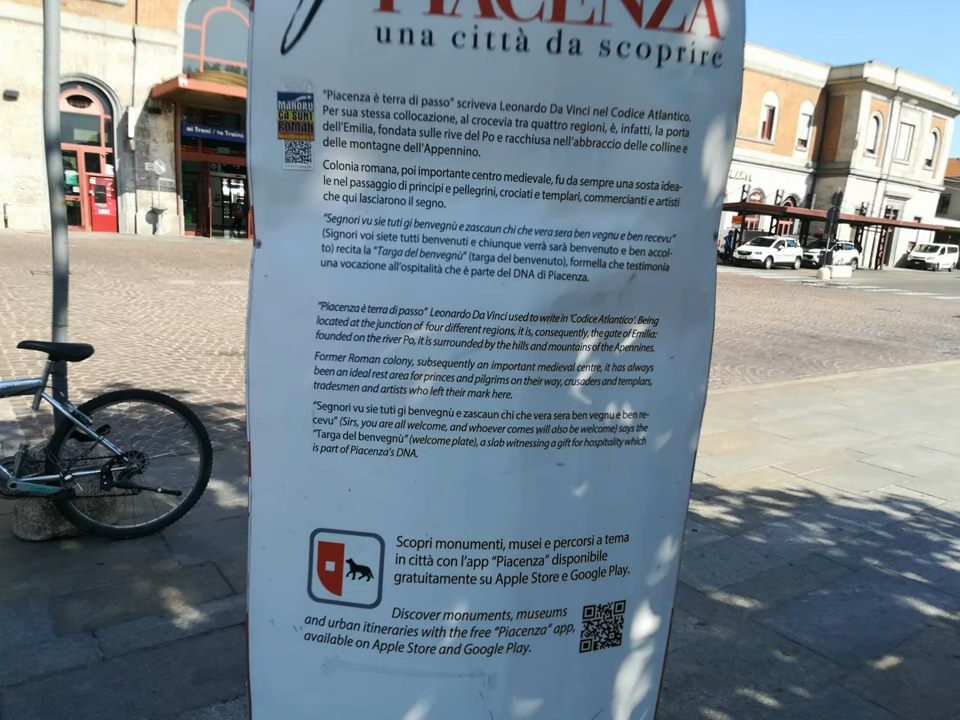 PIACENZA
una città da scoprire
"Piacenza è terra di passo" scriveva Leonardo Da Vinci nel Codice Atlantico.
Per sua stessa collocazione, al crocevia tra quattro regioni, è, infatti, la porta
dell'Emilia, fondata sulle rive del Po e racchiusa nell'abbraccio delle colline e
delle montagne dell'Appennino.
Colonia romana, poi importante centro medievale, fu da sempre una sosta idea-
le nel passaggio di principi e pellegrini, crociati e templari, commercianti e artisti
che qui lasciarono il segno.
"Segnori vu sie tuti gi benvegnù e zascaun chi che vera sera ben vegnu e ben recevu"
(Signori voi siete tutti benvenuti e chiunque verrà sarà benvenuto e ben accol-
to) recita la "Targa del benvegnù" (targa del benvenuto), formella che testimonia
una vocazione all'ospitalità che è parte del DNA di Piacenza.
"Piacenza è terra di passo" Leonardo Da Vinci used to write in 'Codice Atlantico'. Being
located at the junction of four different regions, it is, consequently, the gate of Emilia:
founded on the river Po, it is surrounded by the hills and mountains of the Apennines.
Former Roman colony, subsequently an important medieval centre, it has always
been an ideal rest area for princes and pilgrims on their way, crusaders and templars,
tradesmen and artists who left their mark here.
"Segnori vu sie tuti gi benvegnù e zascaun chi che vera sera ben vegnu e ben re-
cevu" (Sirs, you are all welcome, and whoever comes will also be welcome) says the
"Targa del benvegnù" (welcome plate), a slab witnessing a gift for hospitality which
is part of Piacenza's DNA.
Scopri monumenti, musei e percorsi a tema
in città con l'app "Piacenza" disponibile
gratuitamente su Apple Store e Google Play.
Discover monuments, museums
and urban itineraries with the free "Piacenza" app,
available on Apple Store and Google Play.
MANDRU
CA SUNT
ROMAN
ai Treni / to Trains